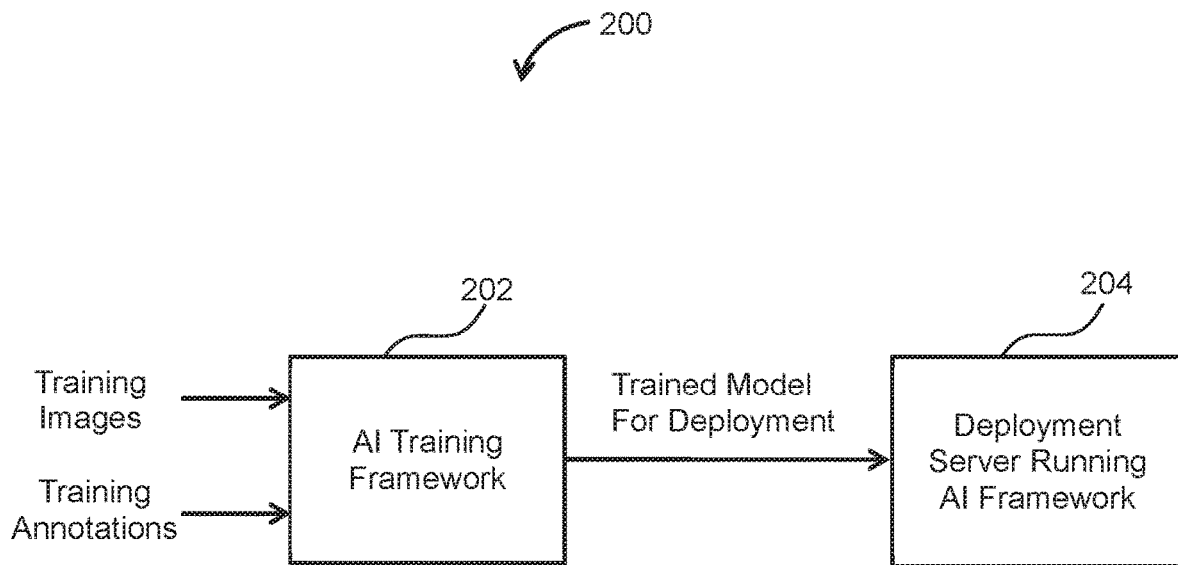 200
202
204
Training
Images
Training
Annotations
AI Training
Framework
Trained Model
For Deployment
Deployment
Server Running
AI Framework